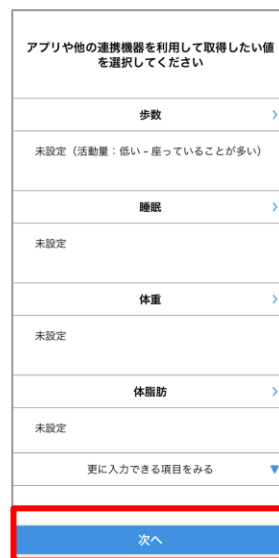 アプリや他の連携機器を利用して取得したい値
を選択してください
歩数
未設定（活動量：低い - 座っていることが多い）
睡眠
未設定
体重
未設定
体脂肪
未設定
更に入力できる項目をみる
次へ